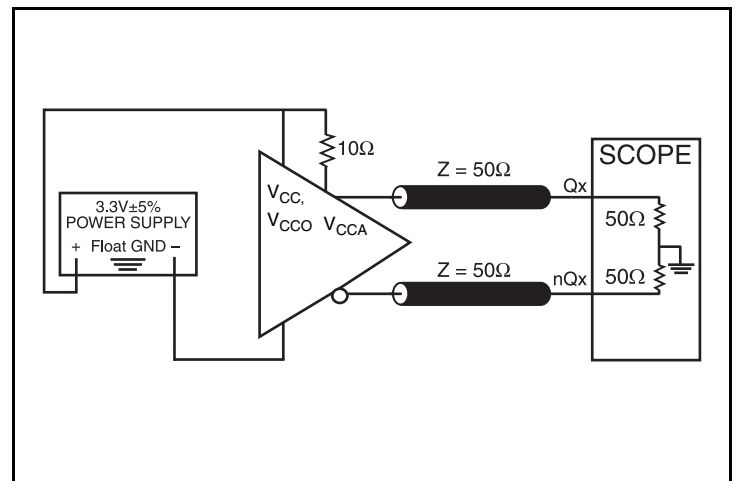 3.3V±5%
POWER SUPPLY
+ Float GND –
10Ω
VCC,
VCCO VCCA
Z = 50Ω
Qx
Z = 50Ω
nQx
SCOPE
50Ω
50Ω